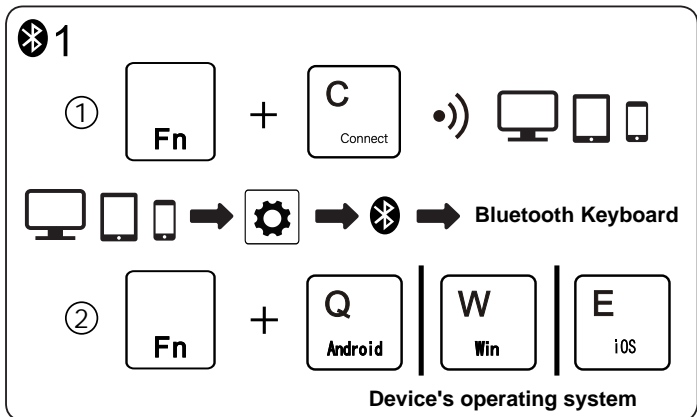 1
① Fn + C Connect
Bluetooth Keyboard
② Fn + Q Android W Win E iOS
Device's operating system